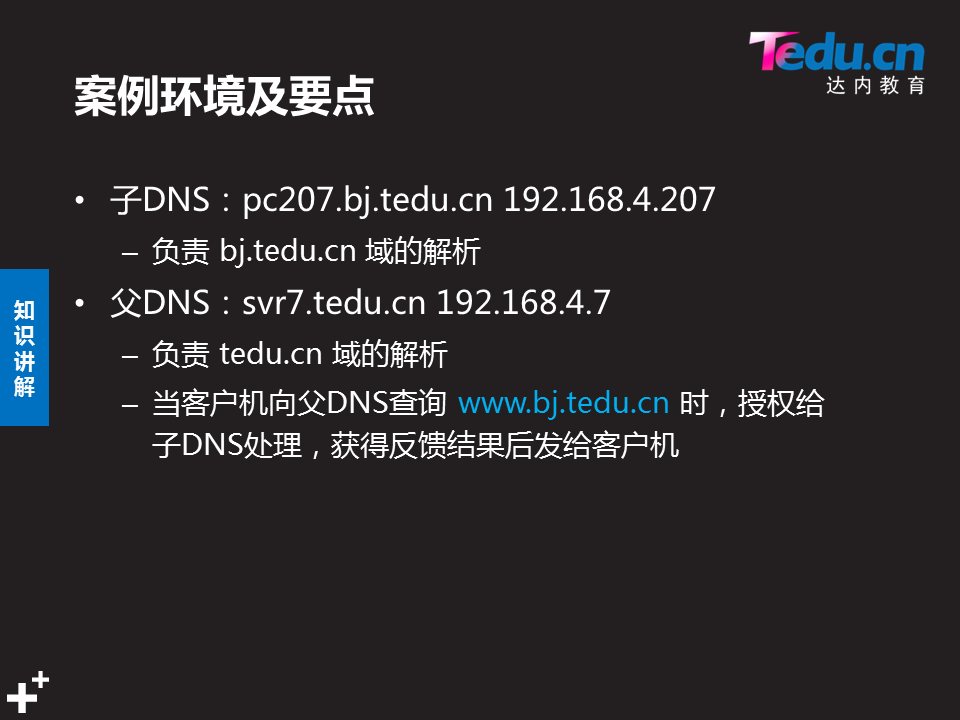 Tedu.cn
达内教育
案例环境及要点
• 子DNS：pc207.bj.tedu.cn 192.168.4.207
– 负责 bj.tedu.cn 域的解析
• 父DNS：svr7.tedu.cn 192.168.4.7
– 负责 tedu.cn 域的解析
– 当客户机向父DNS查询 www.bj.tedu.cn 时，授权给
子DNS处理，获得反馈结果后发给客户机
知
识
讲
解